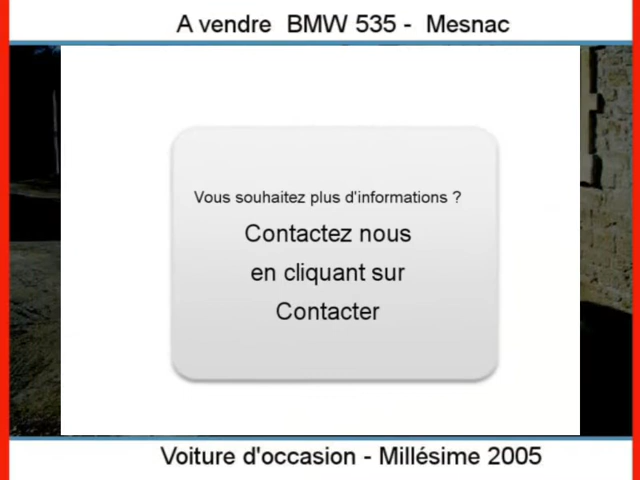 A vendre BMW 535 - Mesnac
Vous souhaitez plus d'informations ?
Contactez nous
en cliquant sur
Contacter
Voiture d'occasion - Millésime 2005